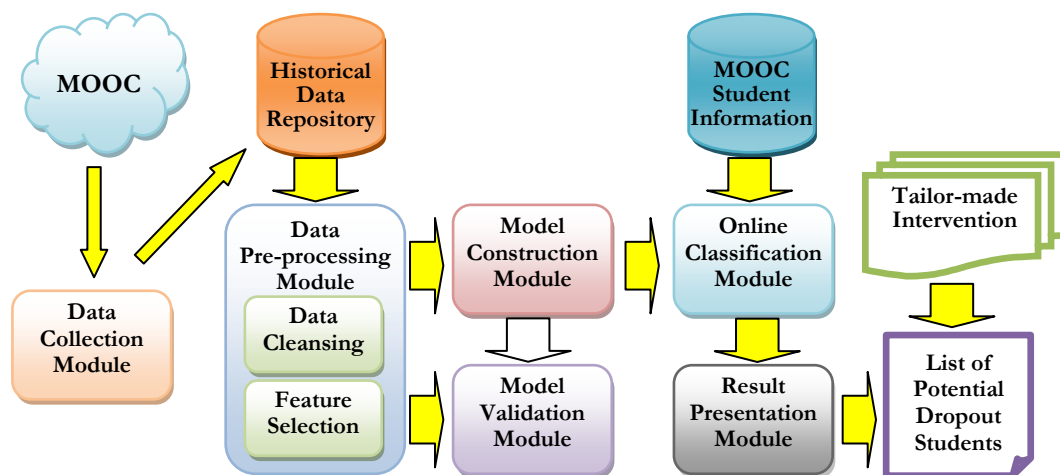 MOOC
Historical
Data
Repository
MOOC
Student
Information
Tailor-made
Intervention
Data
Pre-processing
Module
Model
Construction
Module
Online
Classification
Module
Data
Collection
Module
Data
Cleansing
Feature
Selection
Model
Validation
Module
Result
Presentation
Module
List of
Potential
Dropout
Students